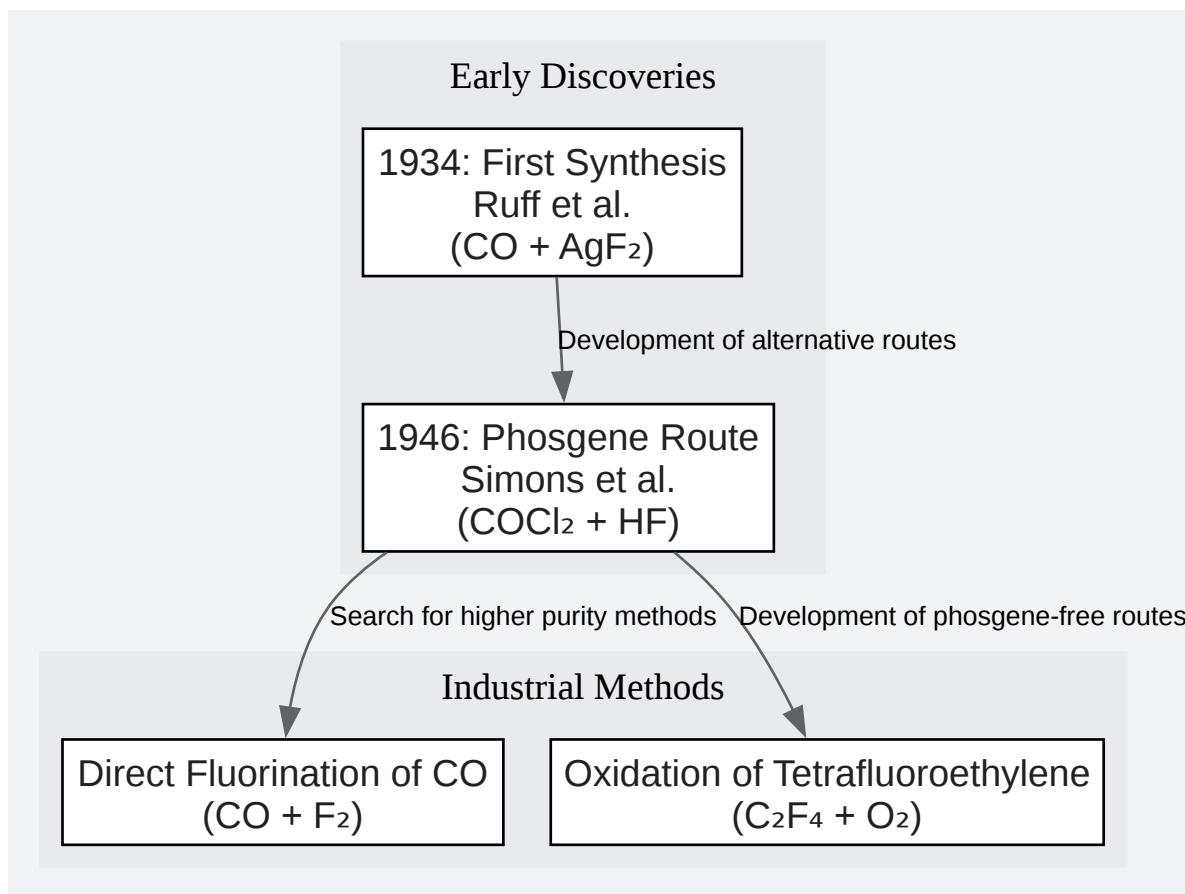 Early Discoveries
1934: First Synthesis
Ruff et al.
(CO + AgF₂)
Development of alternative routes
1946: Phosgene Route
Simons et al.
(COCl₂ + HF)
Search for higher purity methods
Development of phosgene-free routes
Industrial Methods
Direct Fluorination of CO
(CO + F₂)
Oxidation of Tetrafluoroethylene
(C₂F₄ + O₂)